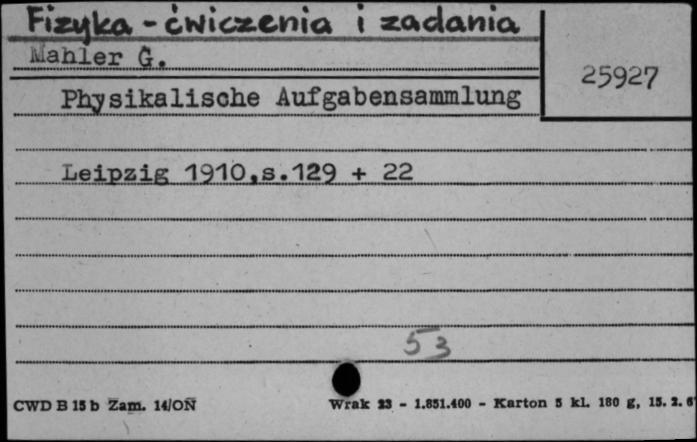 Fizyka - ćwiczenia i zadania
Mahler G.
25927
Physikalische Aufgabensammlung
Leipzig 1910,s.129 + 22
53
CWD B 15 b Zam. 14/ON
Wrak 23 - 1.851.400 - Karton 5 kl. 180 g, 15. 2. 6